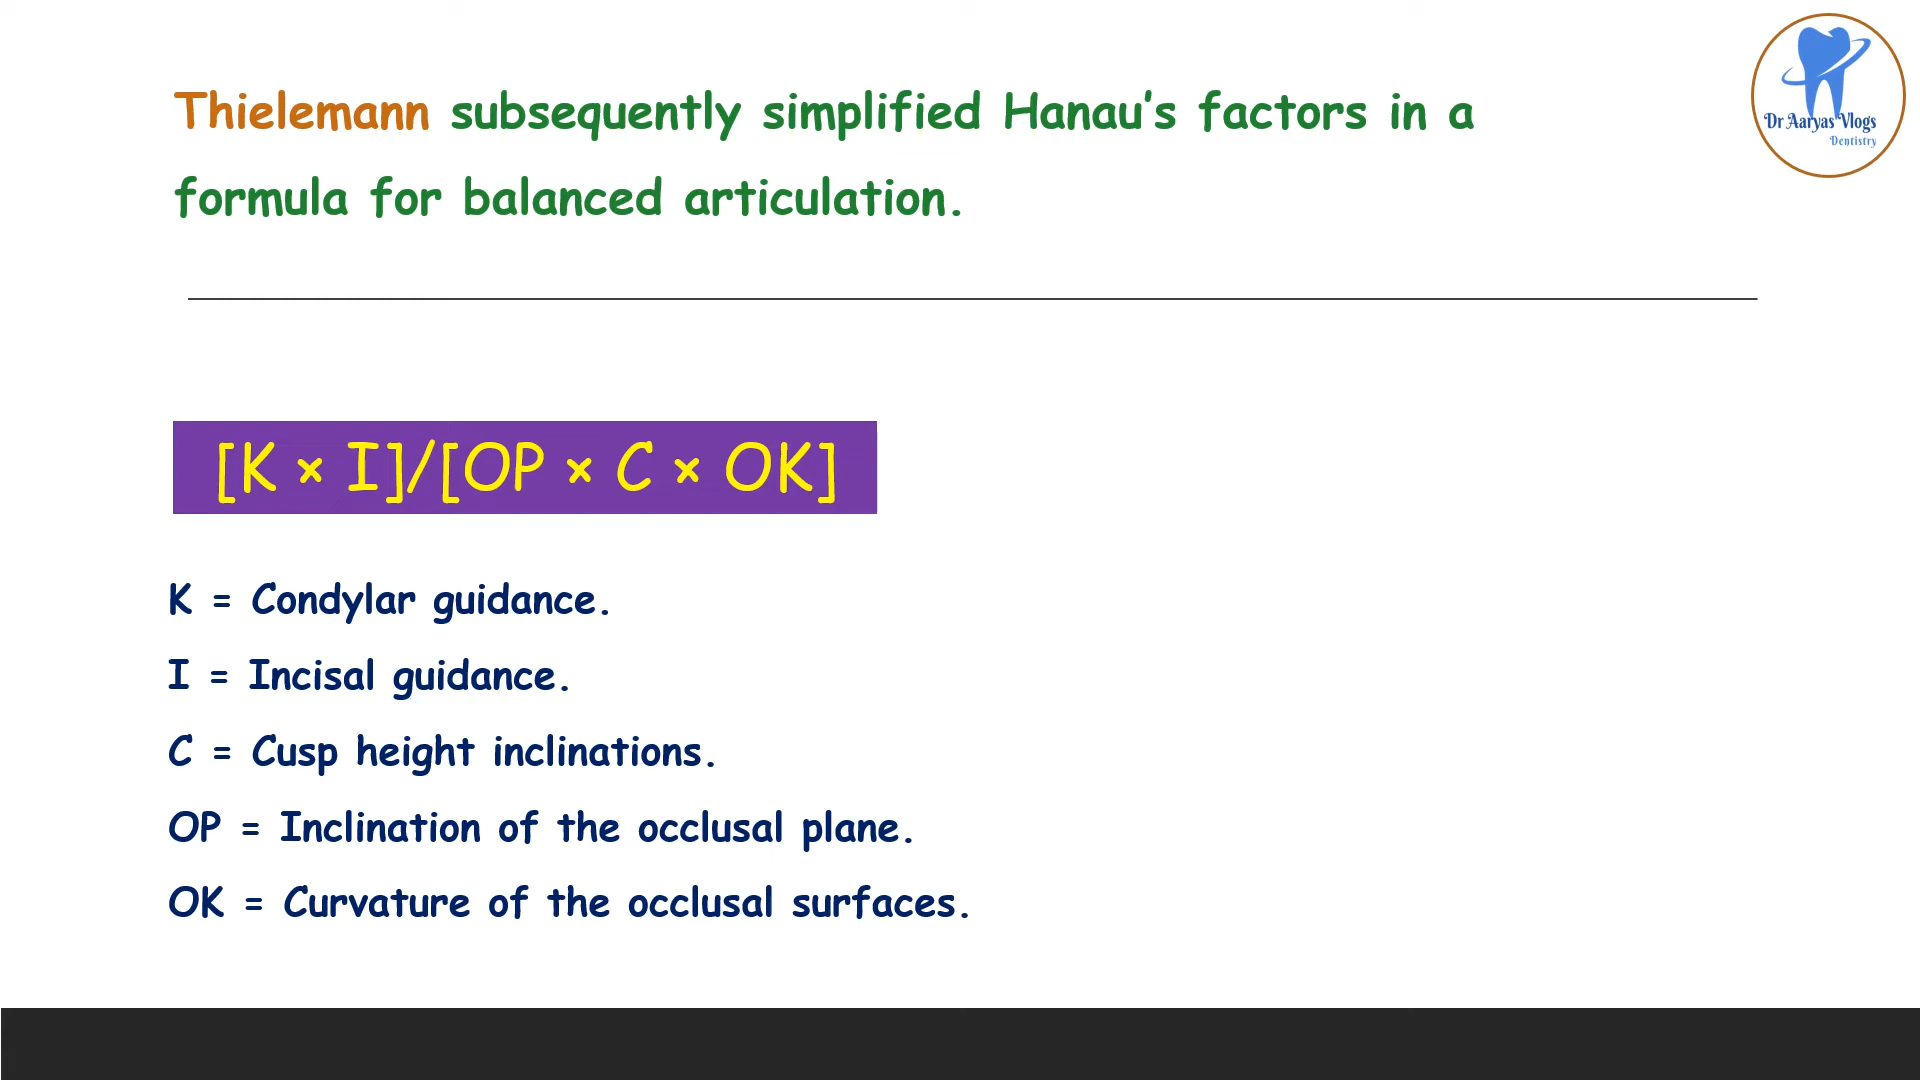 Thielemann subsequently simplified Hanau’s factors in a
formula for balanced articulation.
Dr Aaryas Vlogs
Dentistry
[K × I]/[OP × C × OK]
K = Condylar guidance.
I = Incisal guidance.
C = Cusp height inclinations.
OP = Inclination of the occlusal plane.
OK = Curvature of the occlusal surfaces.